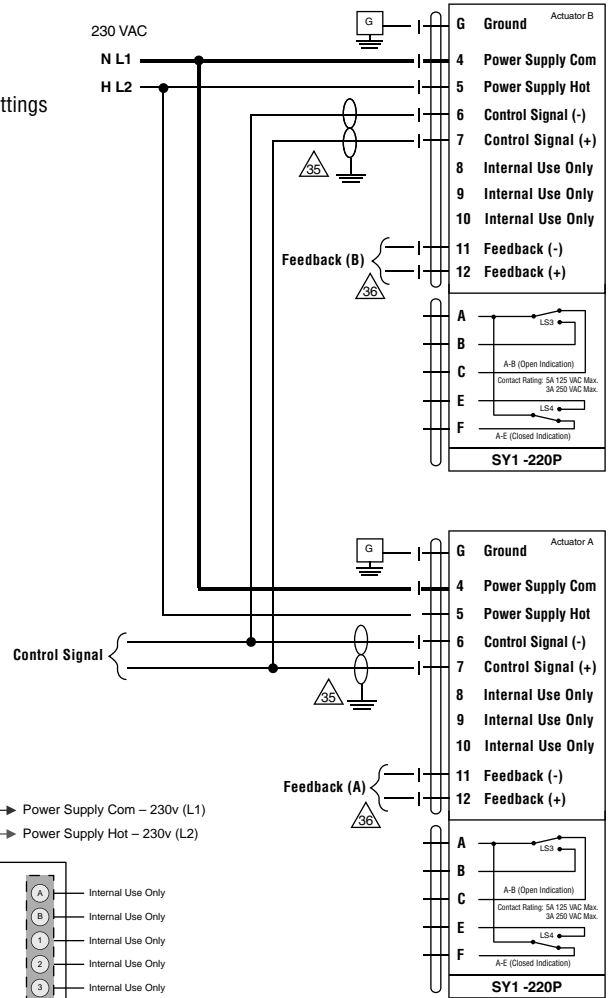 G
G Ground Actuator B
230 VAC
N L1
4 Power Supply Com
H L2
5 Power Supply Hot
ttings
6 Control Signal (-)
7 Control Signal (+)
35
8 Internal Use Only
9 Internal Use Only
10 Internal Use Only
Feedback (B)
11 Feedback (-)
12 Feedback (+)
36
A
LS3
B
A-B (Open Indication)
C
Contact Rating: 5A 125 VAC Max.
3A 250 VAC Max.
E
LS4
F
A-E (Closed Indication)
SY1 -220P
G
G Ground Actuator A
4 Power Supply Com
5 Power Supply Hot
Control Signal
6 Control Signal (-)
7 Control Signal (+)
35
8 Internal Use Only
9 Internal Use Only
10 Internal Use Only
Feedback (A)
11 Feedback (-)
12 Feedback (+)
36
Power Supply Com – 230v (L1)
Power Supply Hot – 230v (L2)
A
LS3
B
A-B (Open Indication)
C
Contact Rating: 5A 125 VAC Max.
3A 250 VAC Max.
E
LS4
F
A-E (Closed Indication)
SY1 -220P
A Internal Use Only
B Internal Use Only
1 Internal Use Only
2 Internal Use Only
3 Internal Use Only